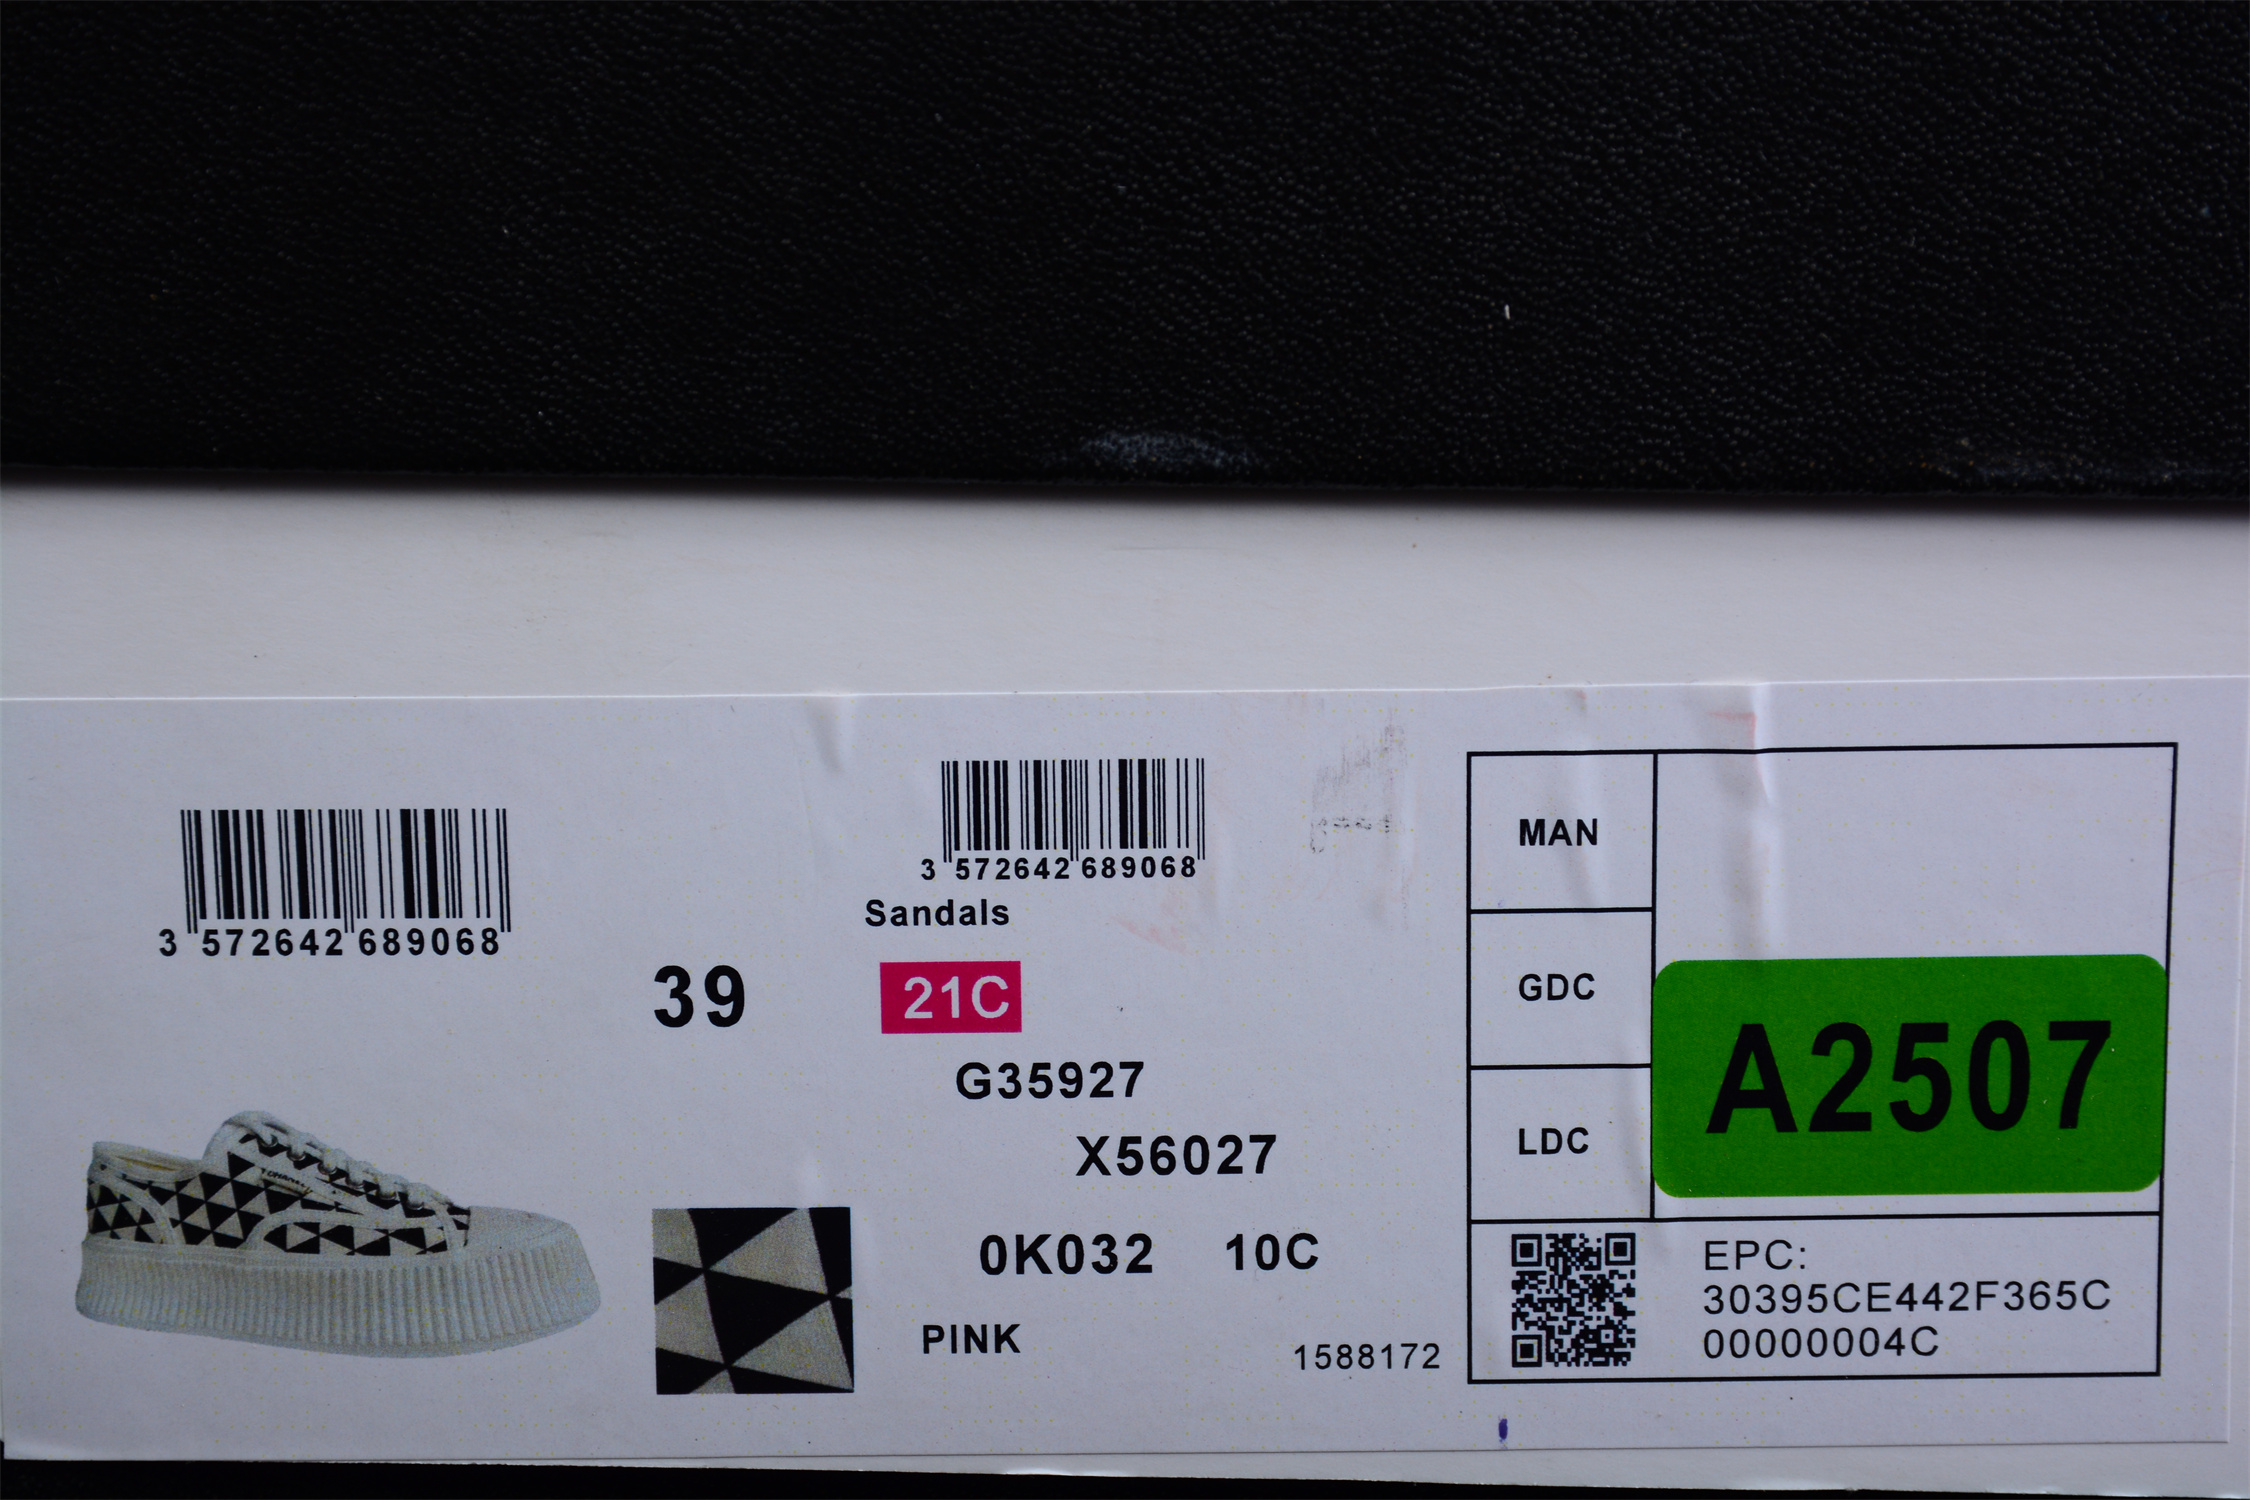 3 572642 689068
39
3 572642 689068
Sandals
21C
G35927
X56027
0K032 10C
PINK
1588172
MAN
GDC
LDC
A2507
EPC:
30395CE442F365C
00000004C